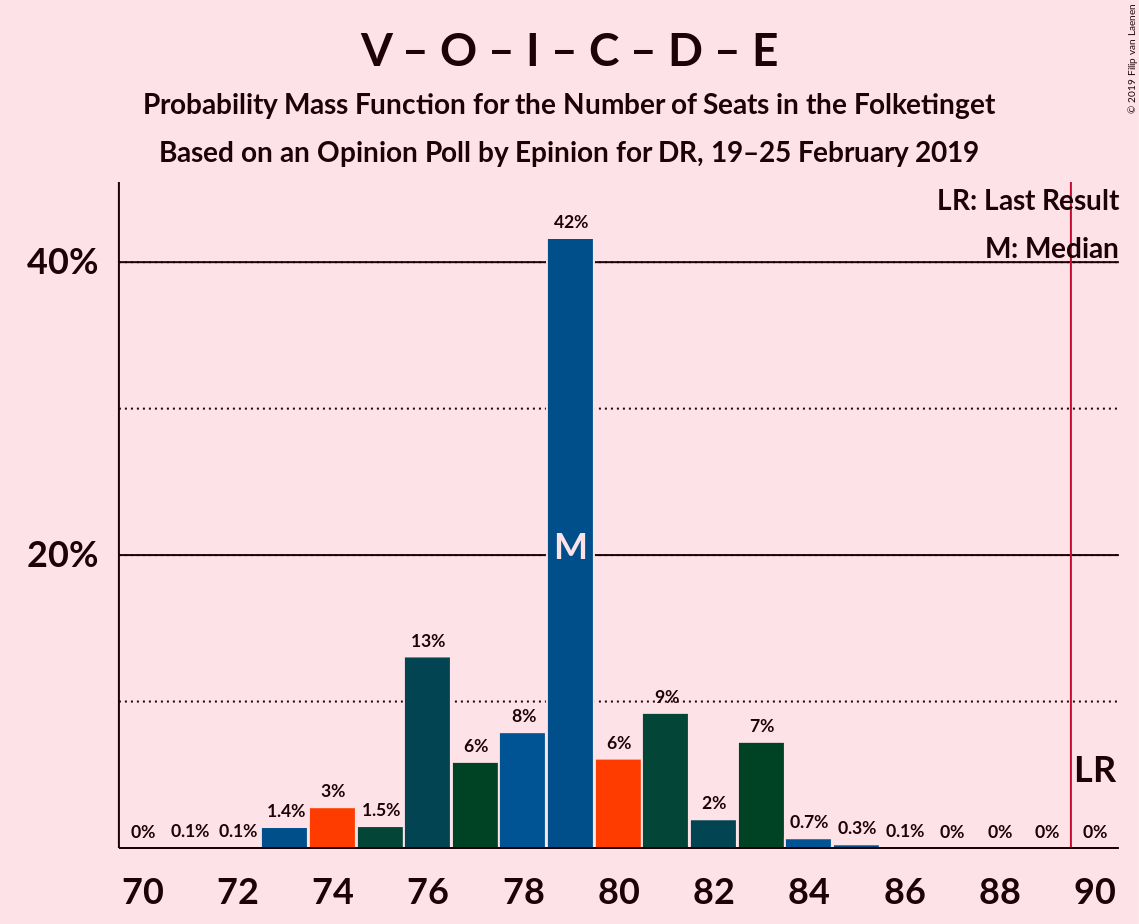 V – O – I – C – D – E
Probability Mass Function for the Number of Seats in the Folketinget
Based on an Opinion Poll by Epinion for DR, 19–25 February 2019
© 2019 Filip van Laenen
LR: Last Result
M: Median
40%
20%
0% 0.1% 0.1% 1.4% 3% 1.5% 13% 6% 8% 42% 6% 9% 2% 7% 0.7% 0.3% 0.1% 0% 0% 0% 0%
M
LR
70 72 74 76 78 80 82 84 86 88 90